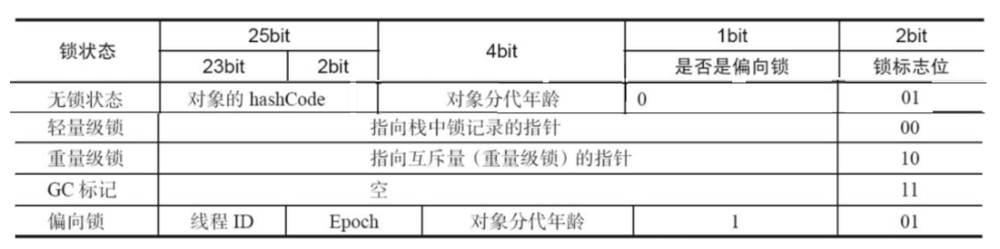 锁状态 25bit 4bit 1bit 2bit
23bit 2bit 是否是偏向锁 锁标志位
无锁状态 对象的 hashCode 对象分代年龄 0 01
轻量级锁 指向栈中锁记录的指针 00
重量级锁 指向互斥量（重量级锁）的指针 10
GC 标记 空 11
偏向锁 线程 ID Epoch 对象分代年龄 1 01